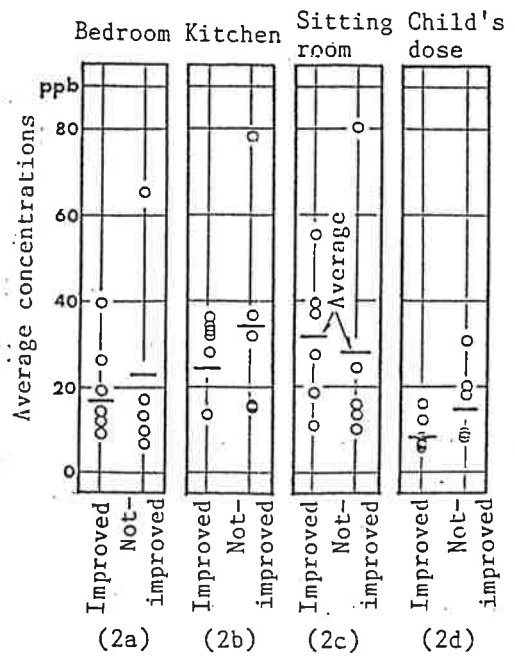 Bedroom Kitchen Sitting room Child's dose
ppb
80
60
40
20
0
Average concentrations
Average
Improved
Not-improved
Improved
Not-improved
Improved
Not-improved
Improved
Not-improved
(2a) (2b) (2c) (2d)